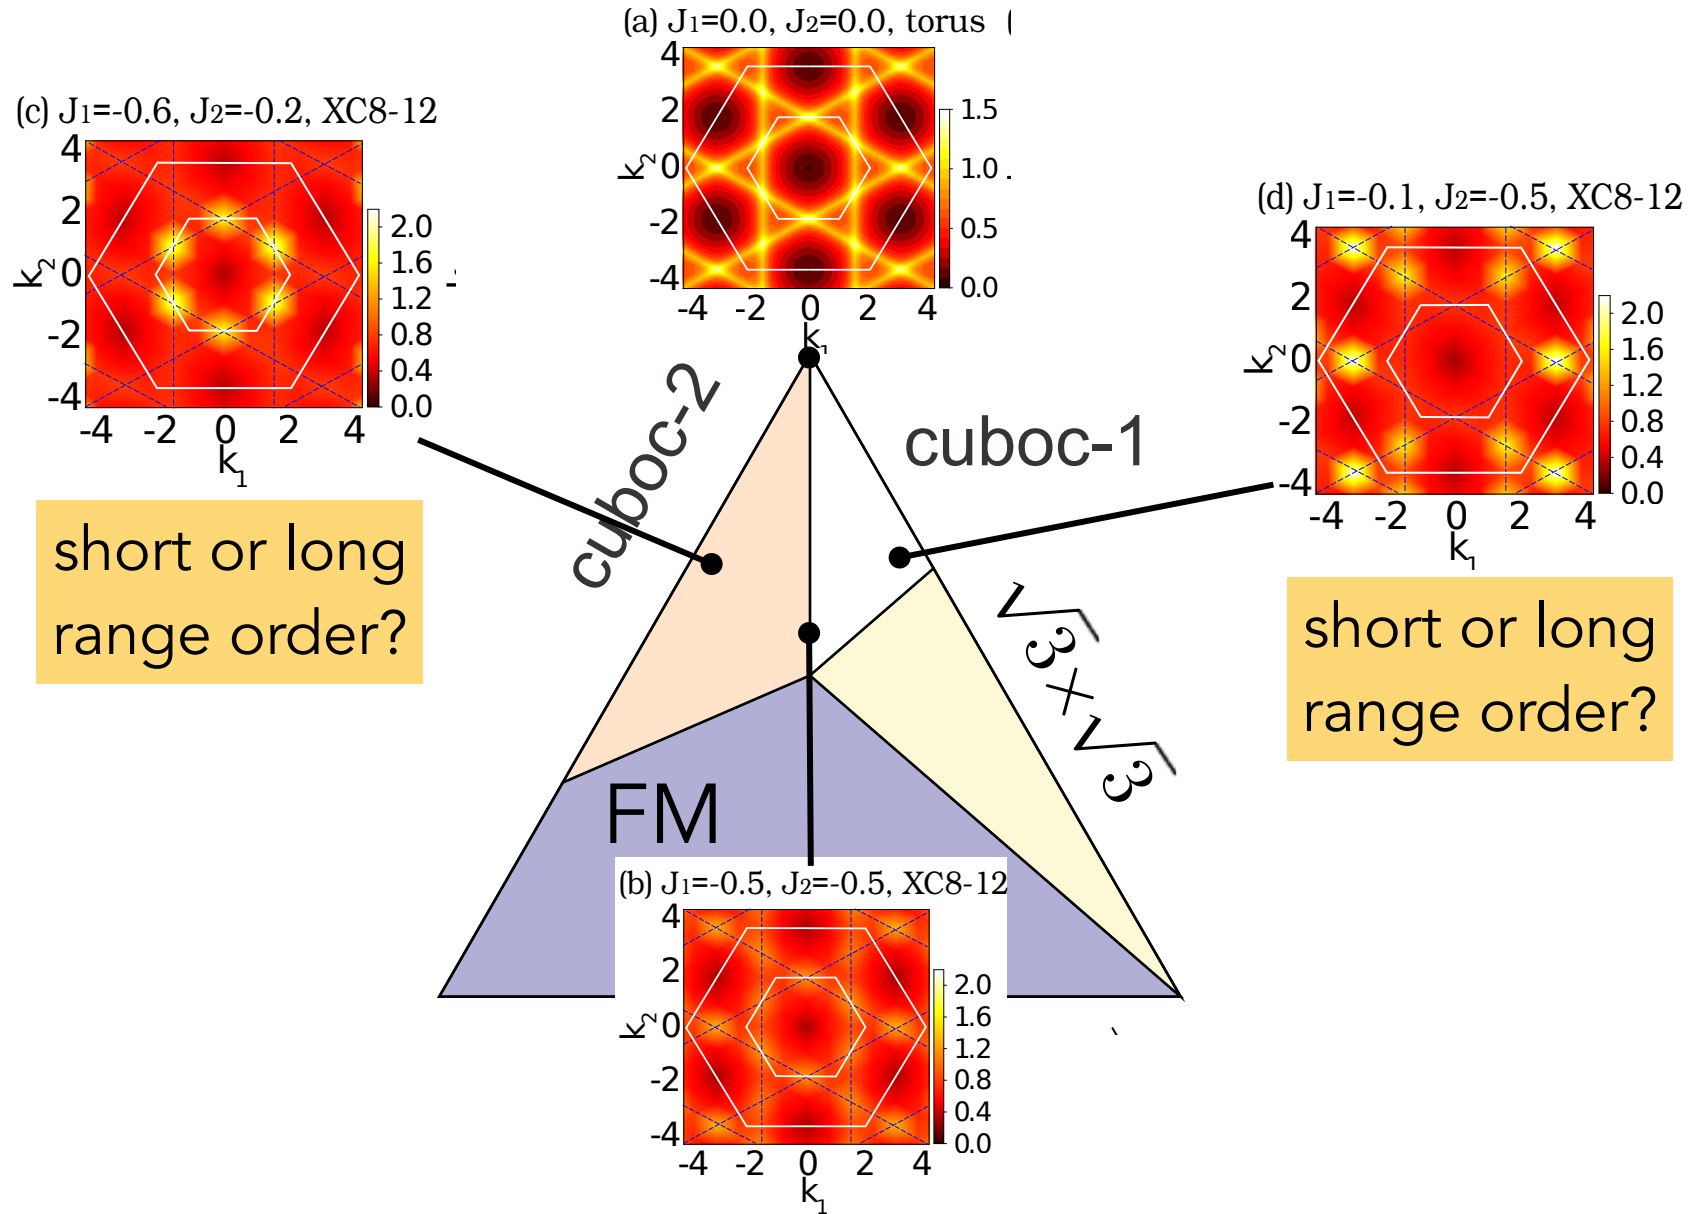 (a) J1=0.0, J2=0.0, torus (
4
2
0
-2
-4
k2
-4 -2 0 2 4
k1
1.5
1.0
0.5
0.0
(c) J1=-0.6, J2=-0.2, XC8-12
4
2
0
-2
-4
k2
-4 -2 0 2 4
k1
2.0
1.6
1.2
0.8
0.4
0.0
(d) J1=-0.1, J2=-0.5, XC8-12
4
2
0
-2
-4
k2
-4 -2 0 2 4
k1
2.0
1.6
1.2
0.8
0.4
0.0
cuboc-2
cuboc-1
short or long
range order?
short or long
range order?
√3×√3
FM
(b) J1=-0.5, J2=-0.5, XC8-12
4
2
0
-2
-4
k2
-4 -2 0 2 4
k1
2.0
1.6
1.2
0.8
0.4
0.0